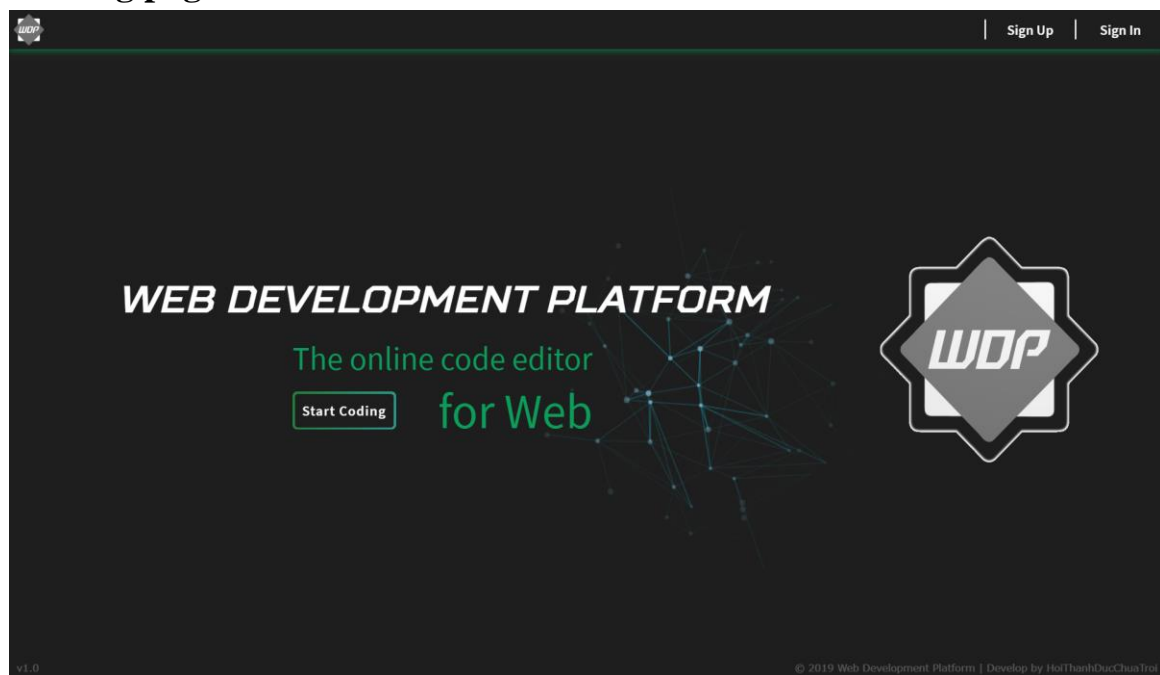 WDP
Sign Up
Sign In
WEB DEVELOPMENT PLATFORM
The online code editor
Start Coding
for Web
WDP
v1.0
© 2019 Web Development Platform | Develop by HoiThanhDucChuaTroi